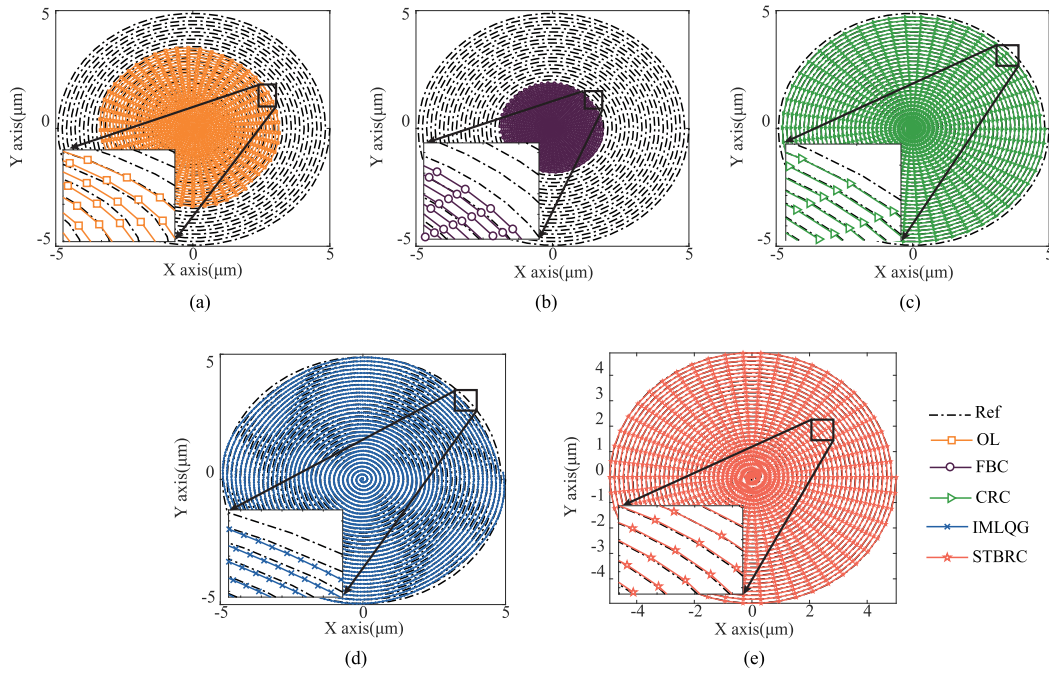 5
0
-5
-5
0
5
Y axis(μm)
X axis(μm)
(a)
5
0
-5
-5
0
5
Y axis(μm)
X axis(μm)
(b)
5
0
-5
-5
0
5
Y axis(μm)
X axis(μm)
(c)
5
0
-5
-5
0
5
Y axis(μm)
X axis(μm)
(d)
4
3
2
1
0
-1
-2
-3
-4
-4
-2
0
2
4
Y axis(μm)
X axis(μm)
(e)
Ref
OL
FBC
CRC
IMLQG
STBRC